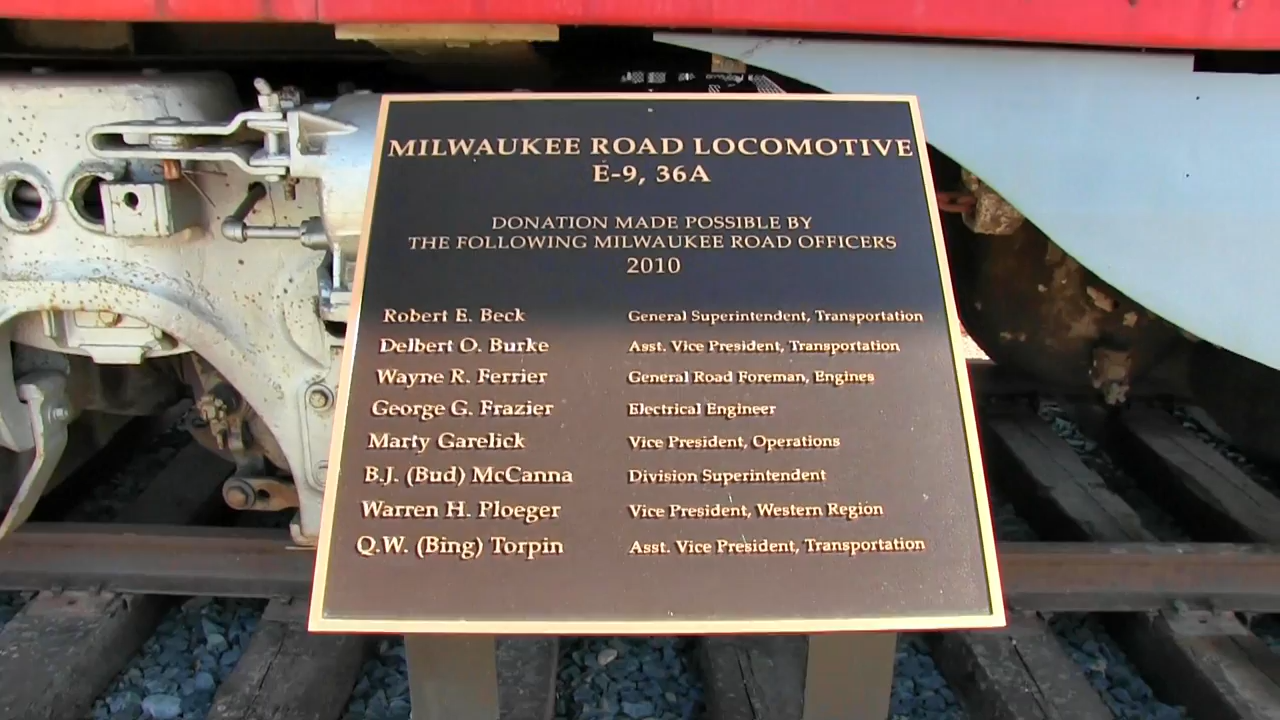 MILWAUKEE ROAD LOCOMOTIVE
E-9, 36A
DONATION MADE POSSIBLE BY
THE FOLLOWING MILWAUKEE ROAD OFFICERS
2010
Robert E. Beck General Superintendent, Transportation
Delbert O. Burke Asst. Vice President, Transportation
Wayne R. Ferrier General Road Foreman, Engines
George G. Frazier Electrical Engineer
Marty Garelick Vice President, Operations
B.J. (Bud) McCanna Division Superintendent
Warren H. Ploeger Vice President, Western Region
Q.W. (Bing) Torpin Asst. Vice President, Transportation